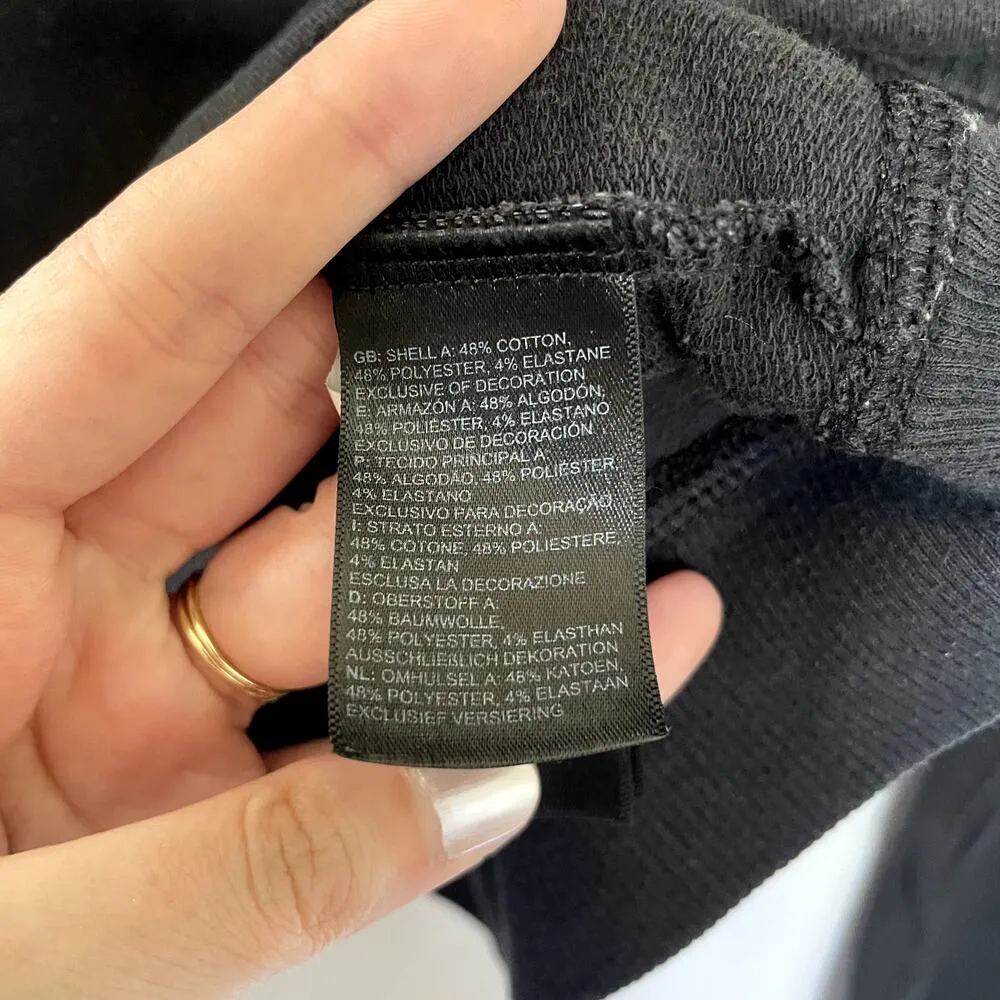 GB: SHELL A: 48% COTTON,
48% POLYESTER, 4% ELASTANE
EXCLUSIVE OF DECORATION
E: ARMAZÓN A: 48% ALGODÓN,
48% POLIÉSTER, 4% ELASTANO
EXCLUSIVO DE DECORACIÓN
P: TECIDO PRINCIPAL A
48% ALGODÃO, 48% POLIÉSTER,
4% ELASTANO
EXCLUSIVO PARA DECORAÇÃO
I: STRATO ESTERNO A:
48% COTONE, 48% POLIESTERE,
4% ELASTAN
ESCLUSA LA DECORAZIONE
D: OBERSTOFF A:
48% BAUMWOLLE,
48% POLYESTER, 4% ELASTHAN
AUSSCHLIEßLICH DEKORATION
NL: OMHULSEL A: 48% KATOEN,
48% POLYESTER, 4% ELASTAAN
EXCLUSIEF VERSIERING